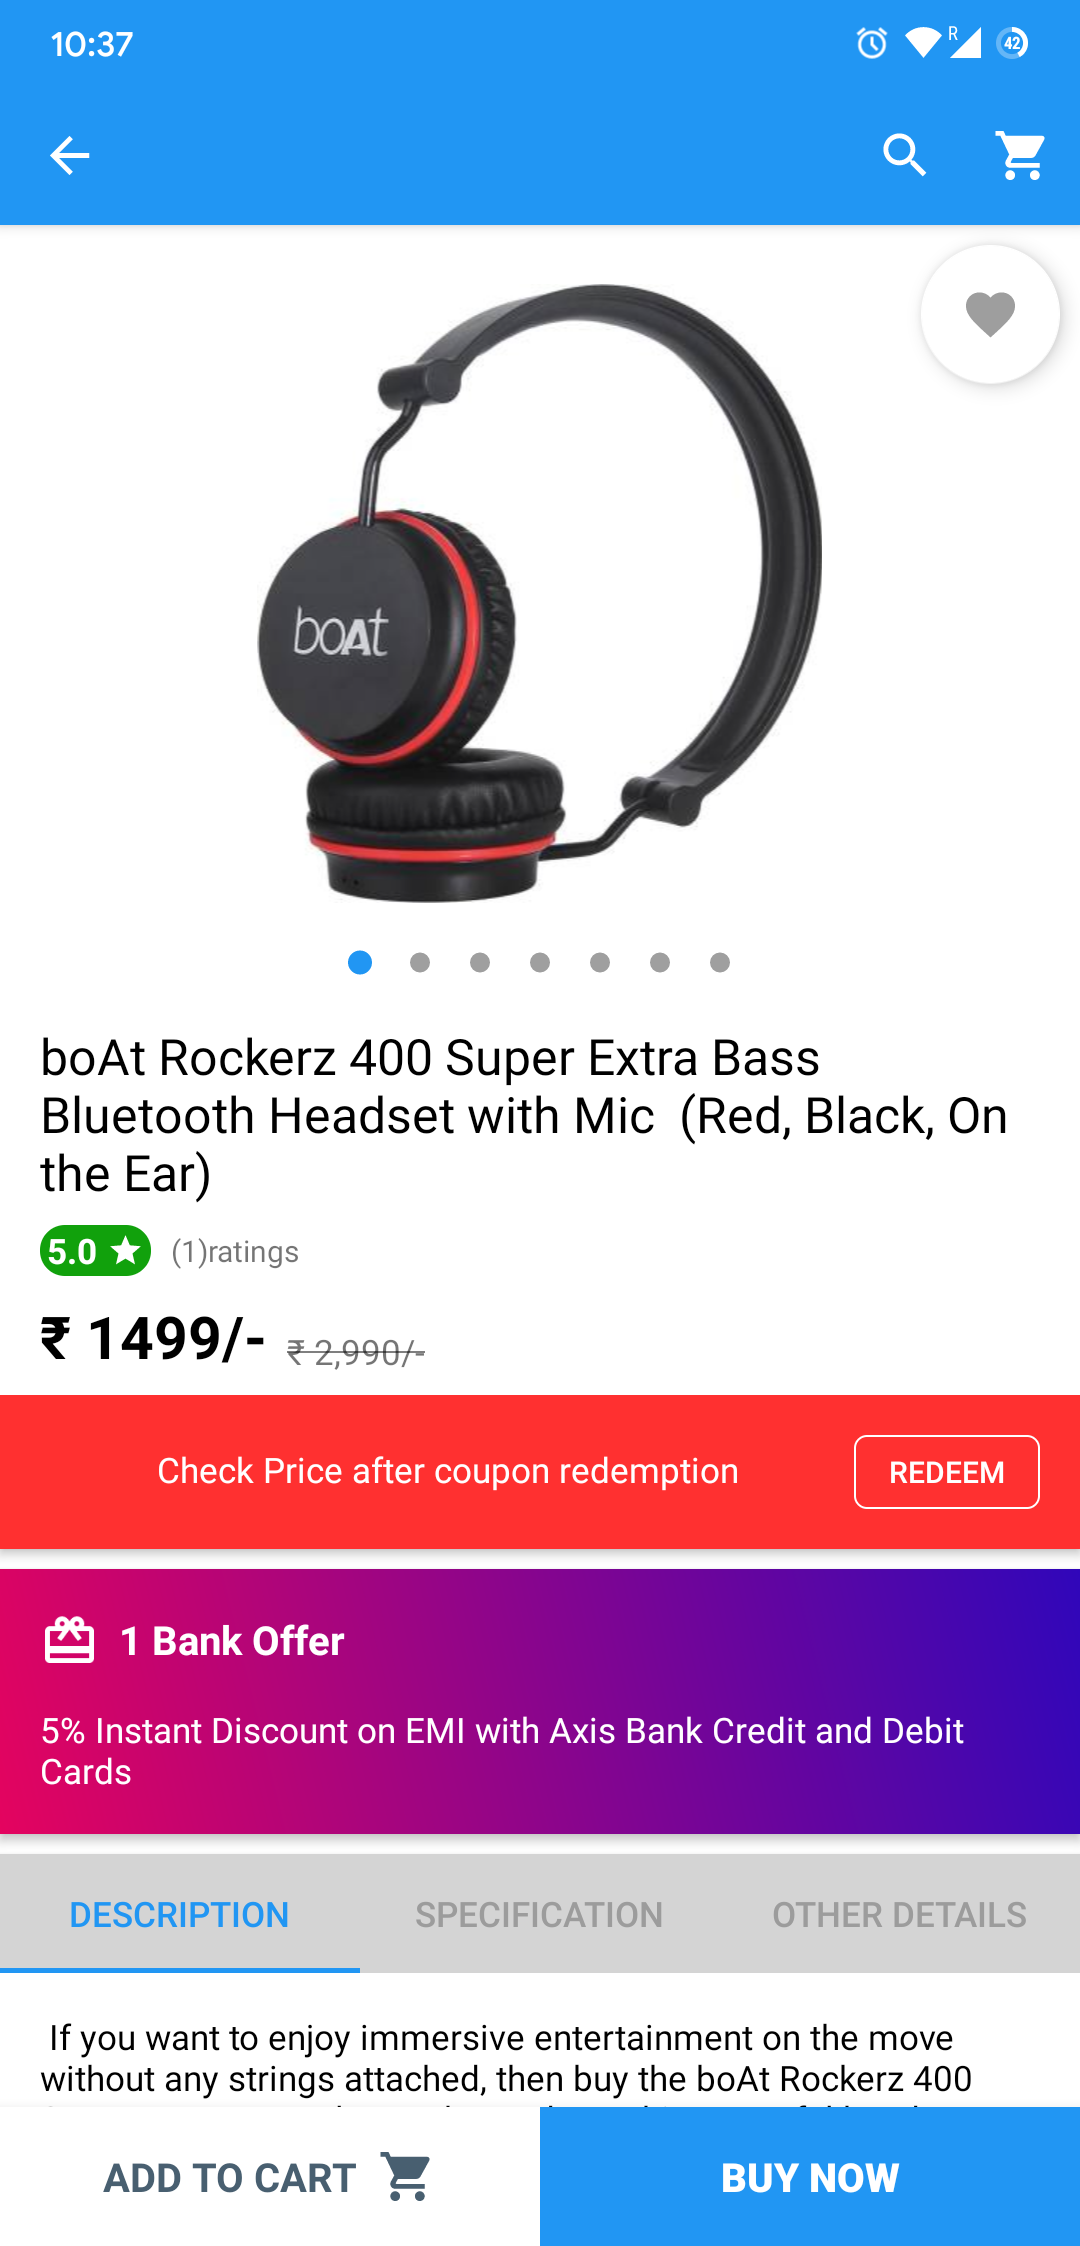 10:37
R
42
boAt
boAt Rockerz 400 Super Extra Bass
Bluetooth Headset with Mic  (Red, Black, On
the Ear)
5.0 ★ (1)ratings
₹ 1499/- ₹ 2,990/-
Check Price after coupon redemption
REDEEM
1 Bank Offer
5% Instant Discount on EMI with Axis Bank Credit and Debit
Cards
DESCRIPTION SPECIFICATION OTHER DETAILS
If you want to enjoy immersive entertainment on the move
without any strings attached, then buy the boAt Rockerz 400
ADD TO CART
BUY NOW